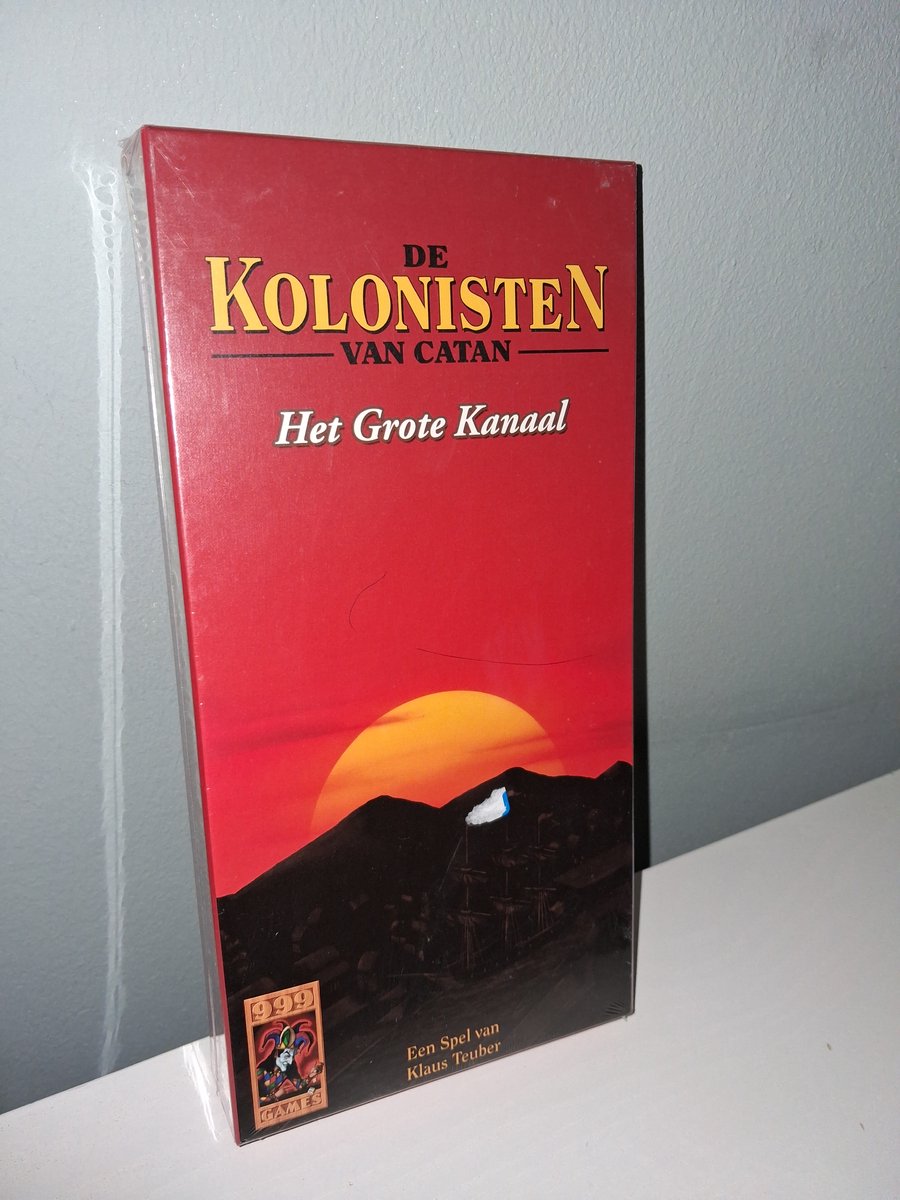 DE
KOLONISTEN
VAN CATAN
Het Grote Kanaal
Een Spel van
Klaus Teuber
999
GAMES